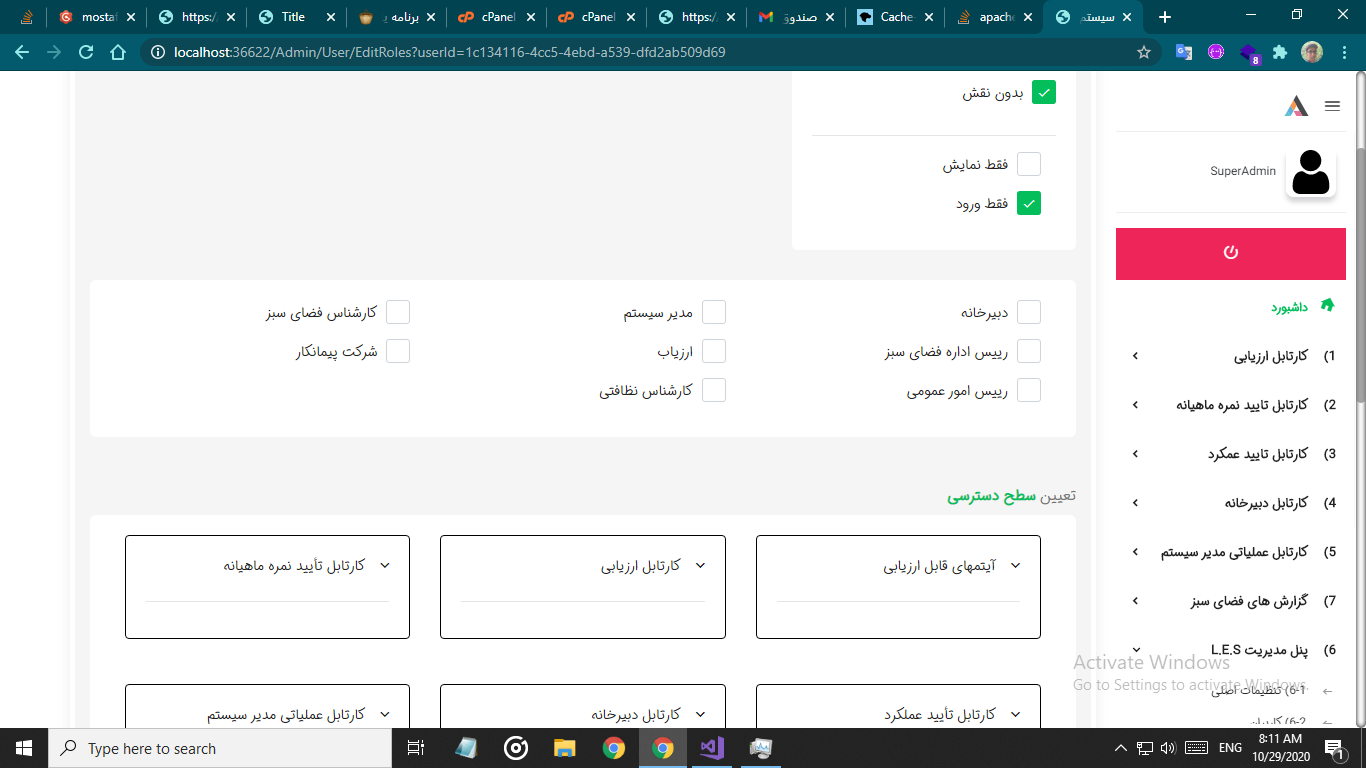 mostaf
https:/
Title
برنامه ی
cPanel
cPanel
https:/
صندوق
Cache-
apache
سیستم
localhost:36622/Admin/User/EditRoles?userId=1c134116-4cc5-4ebd-a539-dfd2ab509d69
8
SuperAdmin
داشبورد
1) کارتابل ارزیابی
2) کارتابل تایید نمره ماهیانه
3) کارتابل تایید عمکرد
4) کارتابل دبیرخانه
5) کارتابل عملیاتی مدیر سیستم
7) گزارش های فضای سبز
6) پنل مدیریت L.E.S
6-1) تنظیمات اصلی
6-2) کاربران
بدون نقش
فقط نمایش
فقط ورود
دبیرخانه
مدیر سیستم
کارشناس فضای سبز
رییس اداره فضای سبز
ارزیاب
شرکت پیمانکار
رییس امور عمومی
کارشناس نظافتی
تعیین سطح دسترسی
آیتمهای قابل ارزیابی
کارتابل ارزیابی
کارتابل تأیید نمره ماهیانه
کارتابل تأیید عملکرد
کارتابل دبیرخانه
کارتابل عملیاتی مدیر سیستم
Activate Windows
Go to Settings to activate Windows.
Type here to search
ENG
8:11 AM
10/29/2020
1